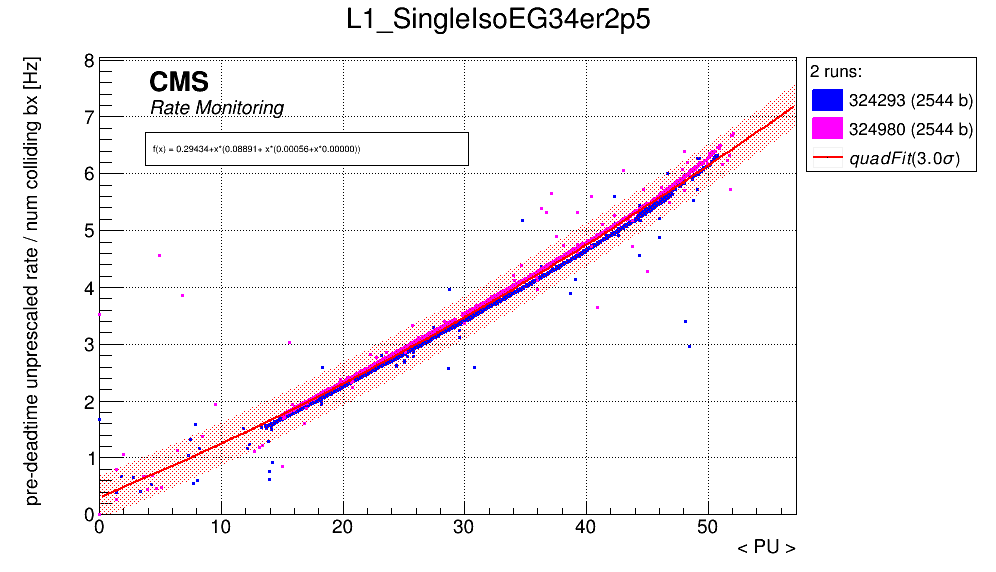 L1_SingleIsoEG34er2p5
pre-deadtime unprescaled rate / num colliding bx [Hz]
CMS
Rate Monitoring
f(x) = 0.29434+x*(0.08891+ x*(0.00056+x*0.00000))
8
7
6
5
4
3
2
1
0
0 10 20 30 40 50
< PU >
2 runs:
324293 (2544 b)
324980 (2544 b)
quadFit(3.0σ)